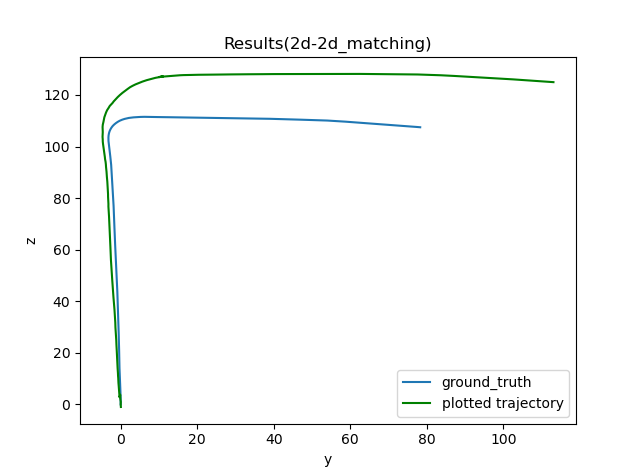 Results(2d-2d_matching)
120
100
80
60
40
20
0
z
0 20 40 60 80 100
y
ground_truth
plotted trajectory